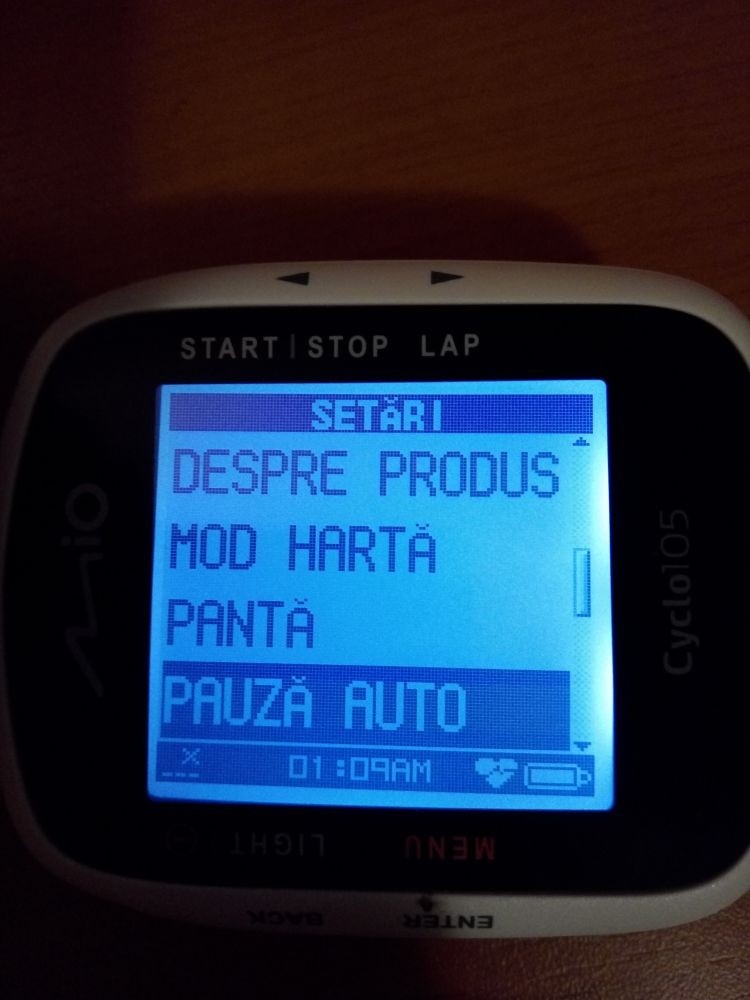 START | STOP LAP
SETĂRI
DESPRE PRODUS
MOD HARTĂ
PANTĂ
PAUZĂ AUTO
01:09AM
MiO
Cyclo105
LIGHT MENU
BACK ENTER